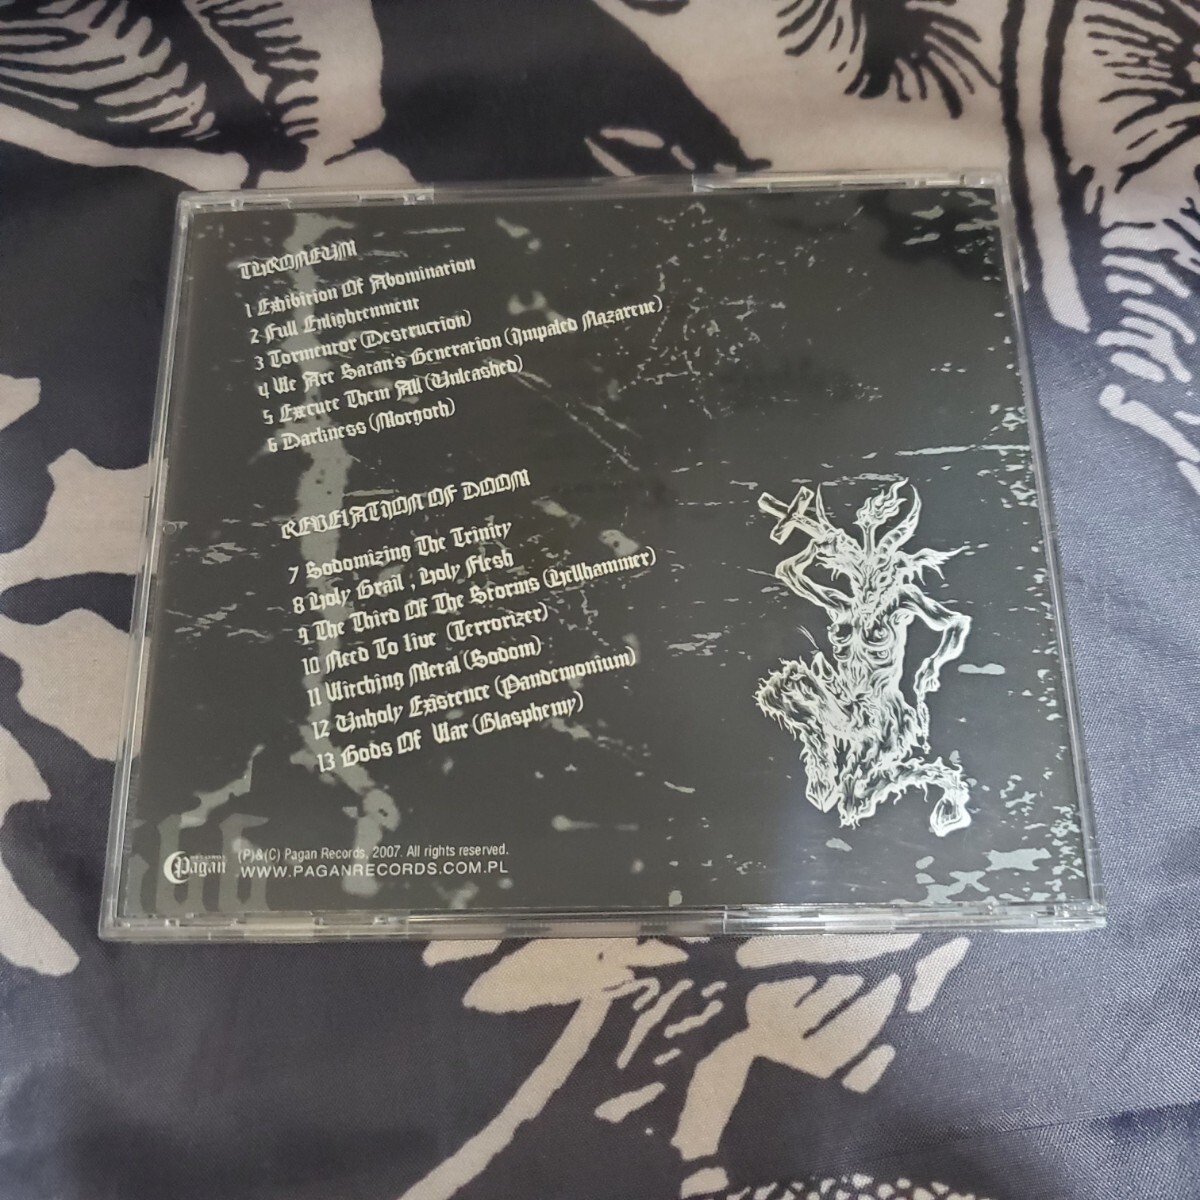 THRONEUM
1 Exhibition Of Abomination
2 Full Enlightenment
3 Tormentor (Destruction)
4 We Are Satan's Generation (Impaled Nazarene)
5 Execute Them All (Unleashed)
6 Darkness (Morgoth)
REVELATION OF DOOM
7 Sodomizing The Trinity
8 Holy Grail , Holy Flesh
9 The Third Of The Storms (Hellhammer)
10 Need To live (Terrorizer)
11 Witching Metal (Sodom)
12 Unholy Existence (Pandemonium)
13 Gods Of War (Blasphemy)
Pagan
(P)&(C) Pagan Records, 2007. All rights reserved.
WWW.PAGANRECORDS.COM.PL